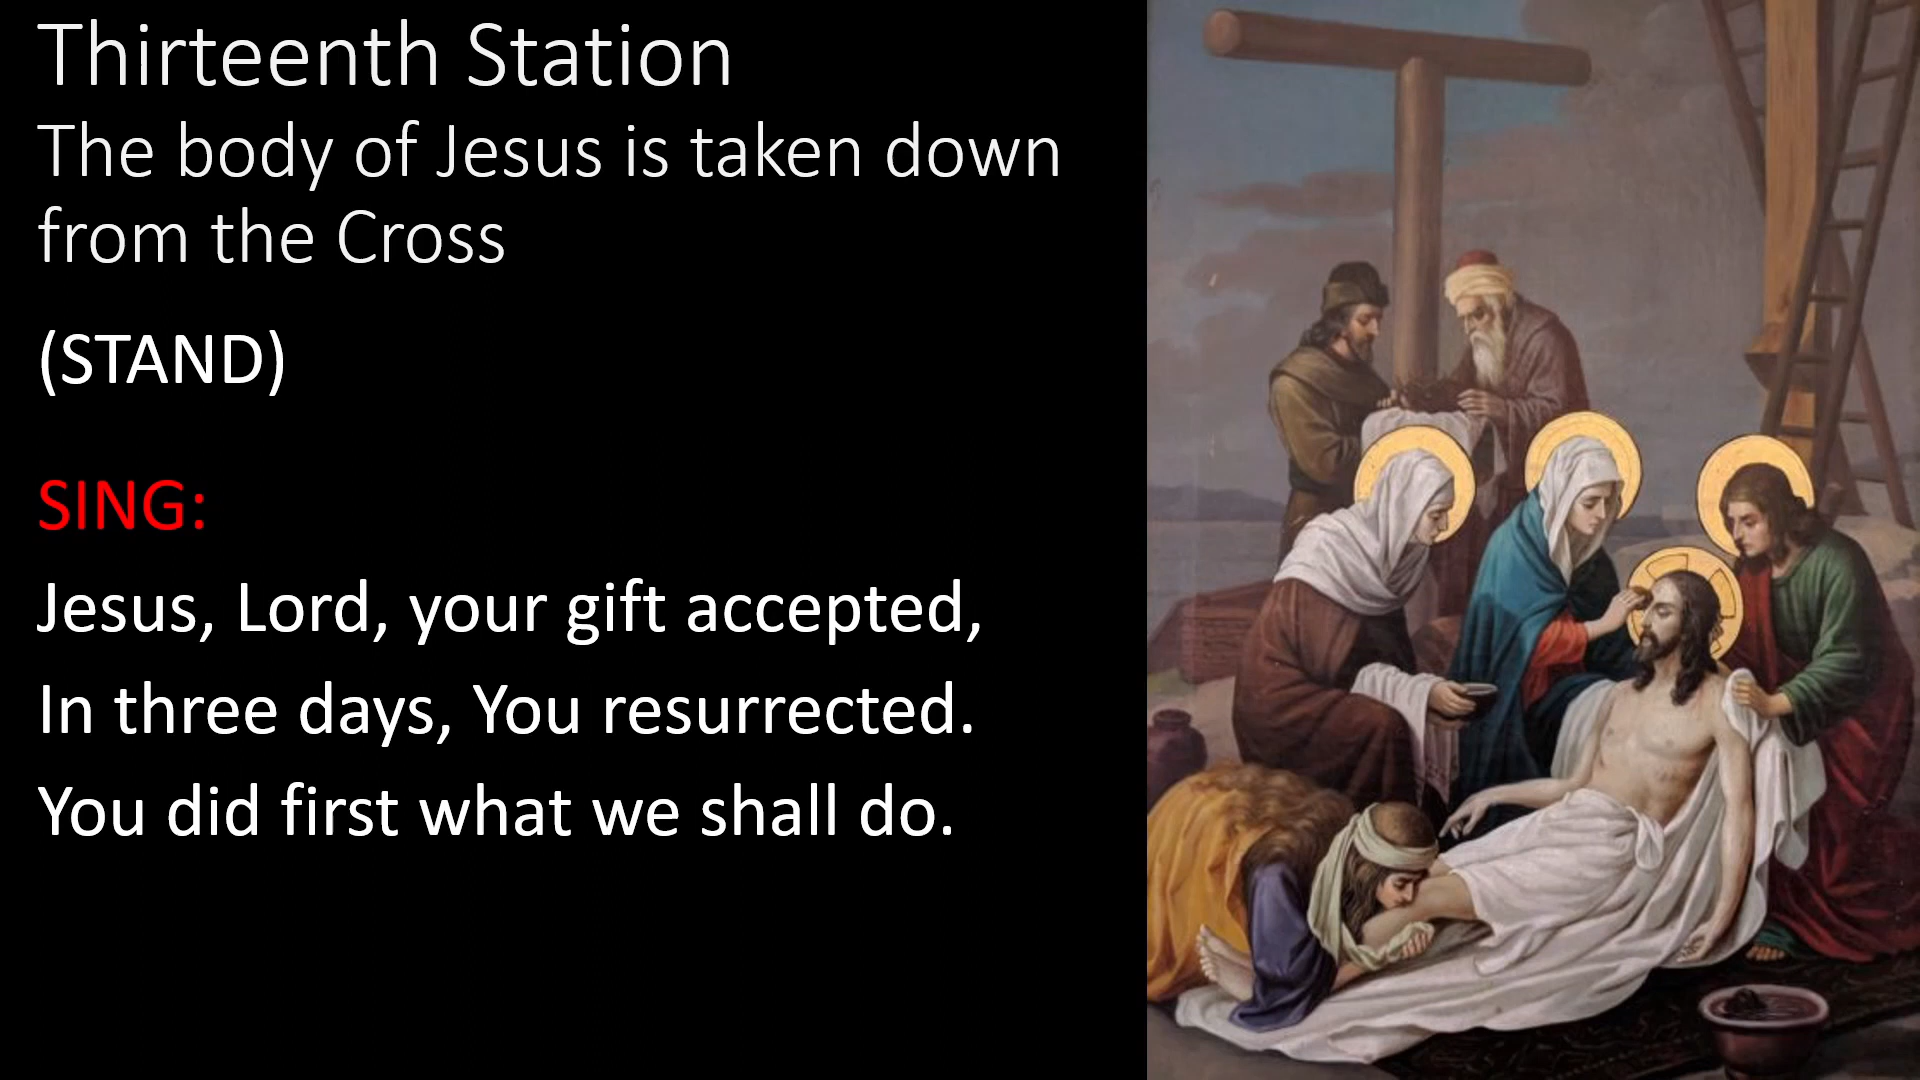 Thirteenth Station
The body of Jesus is taken down
from the Cross
(STAND)
SING:
Jesus, Lord, your gift accepted,
In three days, You resurrected.
You did first what we shall do.